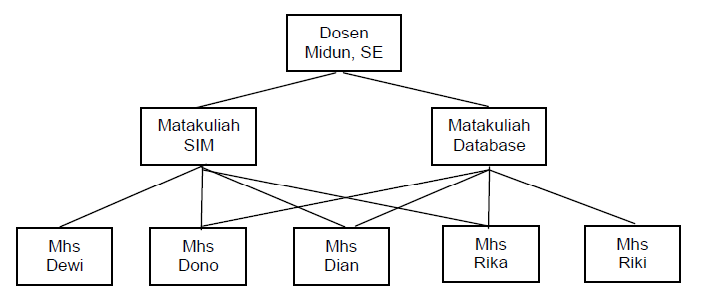 Dosen
Midun, SE
Matakuliah
SIM
Matakuliah
Database
Mhs
Dewi
Mhs
Dono
Mhs
Dian
Mhs
Rika
Mhs
Riki